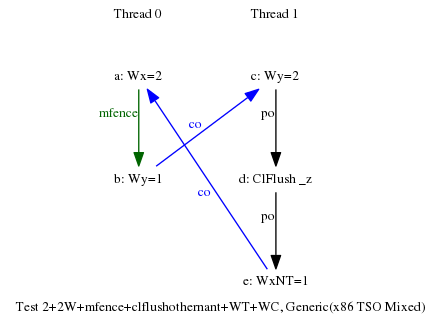 Thread 0 Thread 1
a: Wx=2 c: Wy=2
mfence po
co
b: Wy=1 d: ClFlush _z
co
po
e: WxNT=1
Test 2+2W+mfence+clflushothernant+WT+WC, Generic(x86 TSO Mixed)